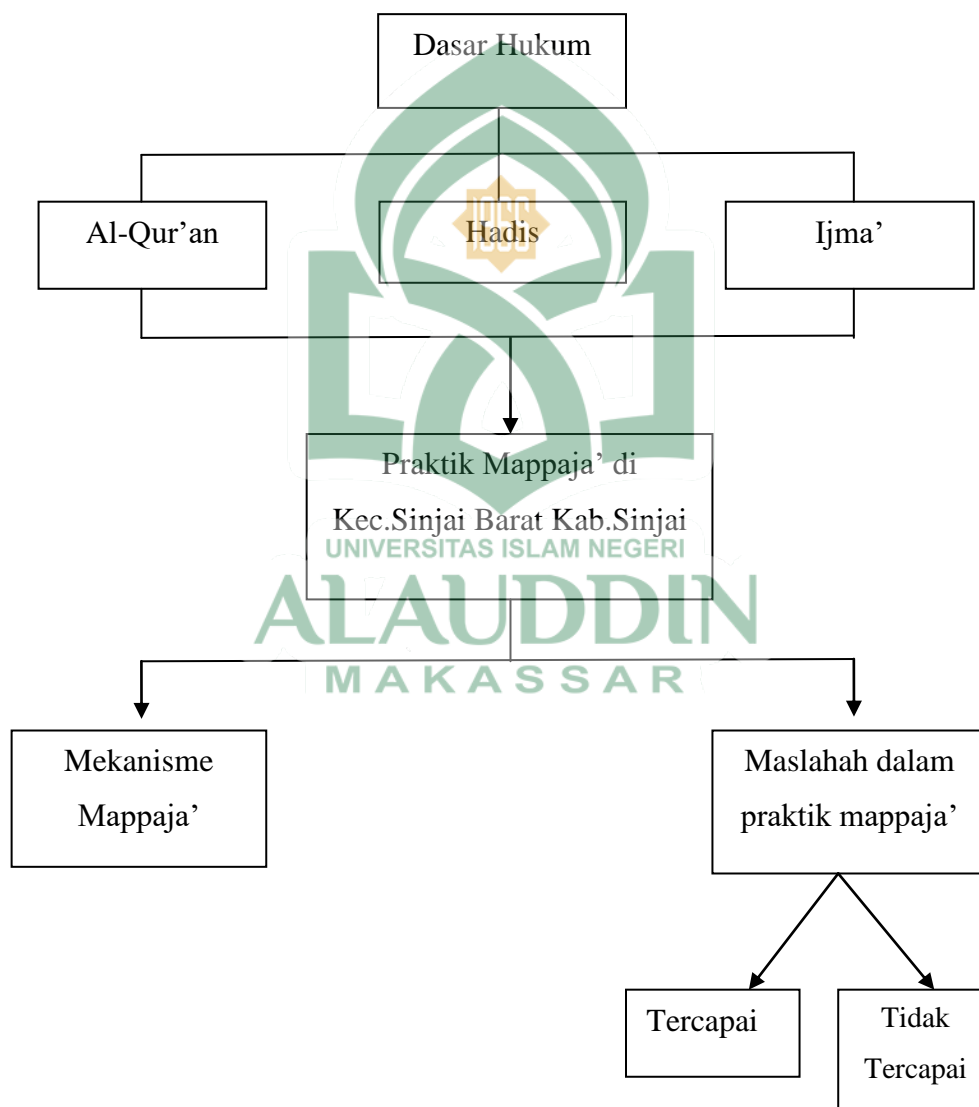 Dasar Hukum
Al-Qur’an
Hadis
Ijma’
1965
Praktik Mappaja’ di
Kec.Sinjai Barat Kab.Sinjai
UNIVERSITAS ISLAM NEGERI
ALAUDDIN
MAKASSAR
Mekanisme
Mappaja’
Maslahah dalam
praktik mappaja’
Tercapai
Tidak
Tercapai